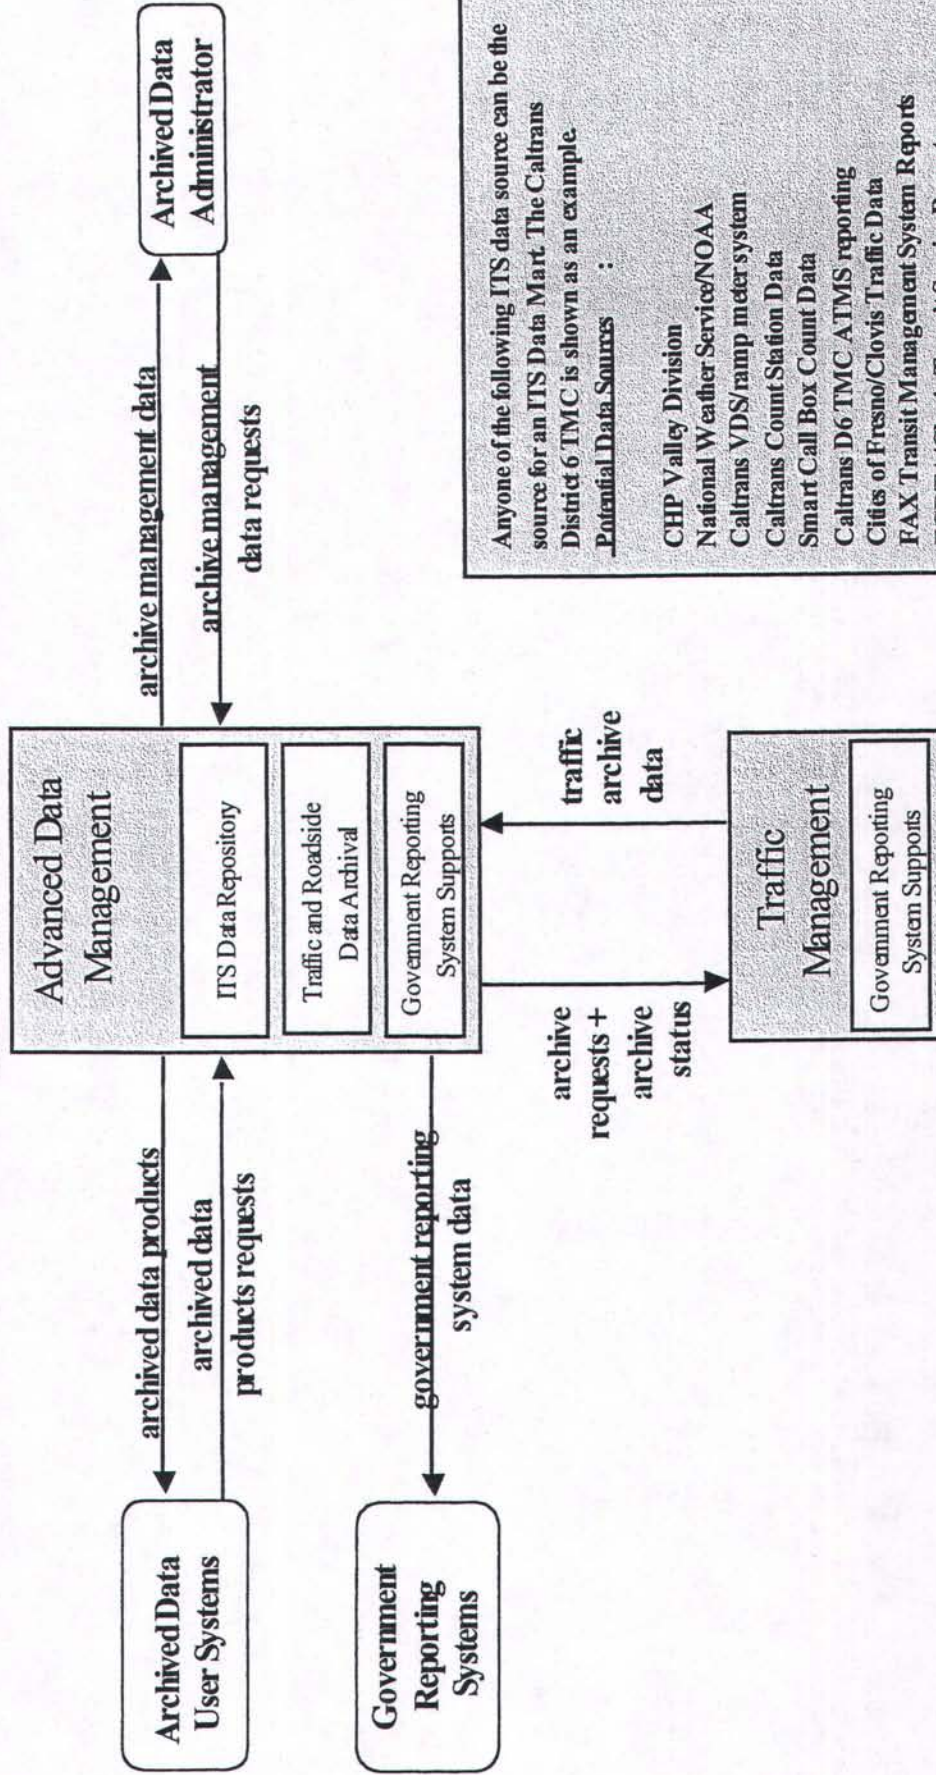 Advanced Data
Management
ITS Data Repository
Traffic and Roadside
Data Archival
Government Reporting
System Supports
Archived Data
User Systems
archived data products
archived data
products requests
Government
Reporting
Systems
government reporting
system data
archive management data
archive management
data requests
Archived Data
Administrator
archive
requests +
archive
status
traffic
archive
data
Traffic
Management
Government Reporting
System Supports
Anyone of the following ITS data source can be the
source for an ITS Data Mart. The Caltrans
District 6 TMC is shown as an example.
Potential Data Sources :
CHP Valley Division
National Weather Service/NOAA
Caltrans VDS/ramp meter system
Caltrans Count Station Data
Smart Call Box Count Data
Caltrans D6 TMC ATMS reporting
Cities of Fresno/Clovis Traffic Data
FAX Transit Management System Reports